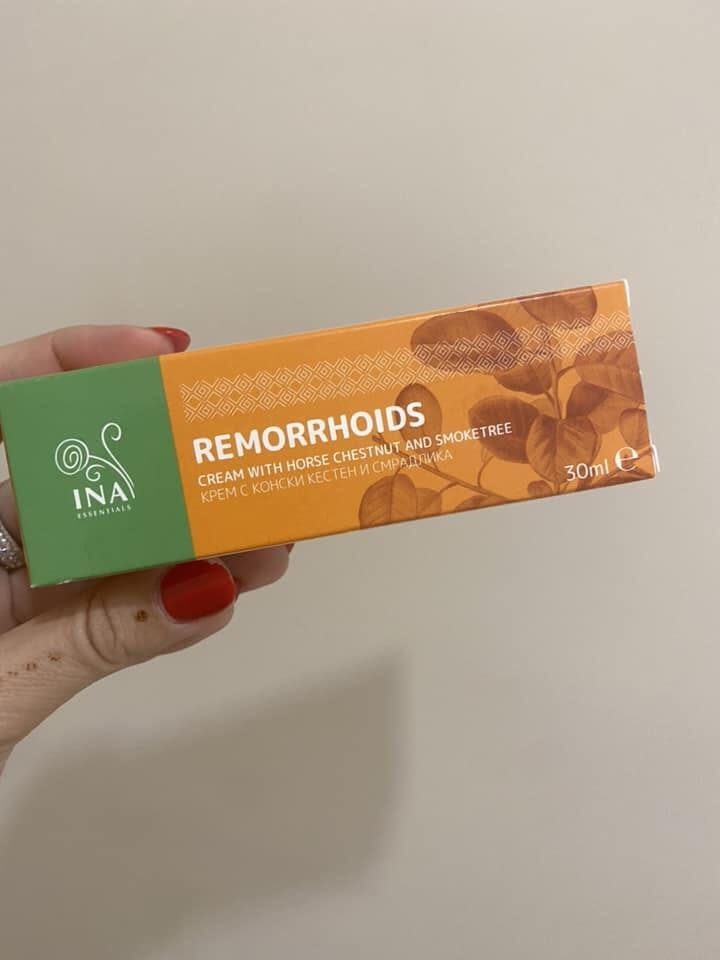 INA
ESSENTIALS
REMORRHOIDS
CREAM WITH HORSE CHESTNUT AND SMOKETREE
КРЕМ С КОНСКИ КЕСТЕН И СМРАДЛИКА
30ml ℮